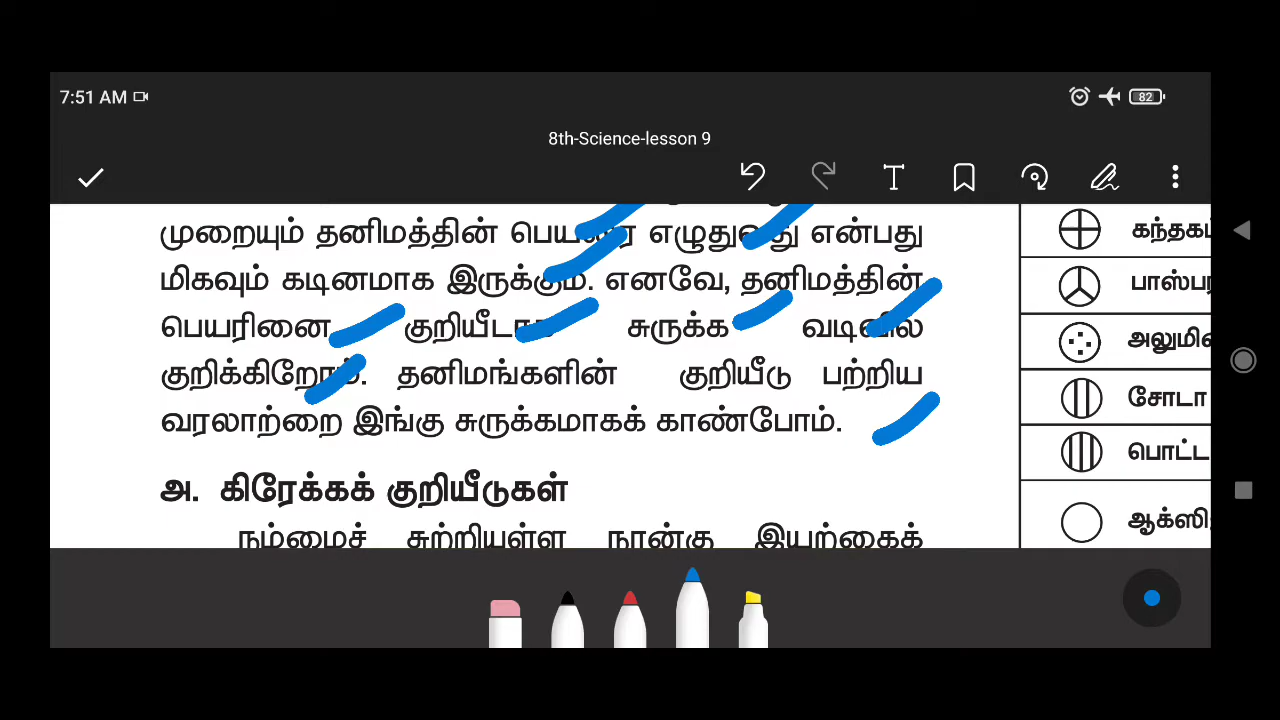 7:51 AM
82
8th-Science-lesson 9
முறையும் தனிமத்தின் பெயரை எழுதுவது என்பது
மிகவும் கடினமாக இருக்கும். எனவே, தனிமத்தின்
பெயரினை குறியீடாக சுருக்க வடிவில்
குறிக்கிறோம். தனிமங்களின் குறியீடு பற்றிய
வரலாற்றை இங்கு சுருக்கமாகக் காண்போம்.
அ. கிரேக்கக் குறியீடுகள்
நம்மைச் சுற்றியுள்ள நான்கு இயற்கைக்
சோடா